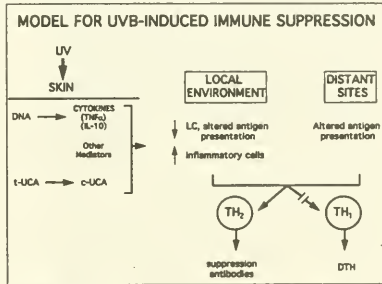 MODEL FOR UVB-INDUCED IMMUNE SUPPRESSION
UV
SKIN
DNA
CYTOKINES
(TNFα)
(IL-10)
Other
Mediators
t-UCA
c-UCA
LOCAL
ENVIRONMENT
LC, altered antigen
presentation
inflammatory cells
DISTANT
SITES
Altered antigen
presentation
TH2
TH1
suppression
antibodies
DTH